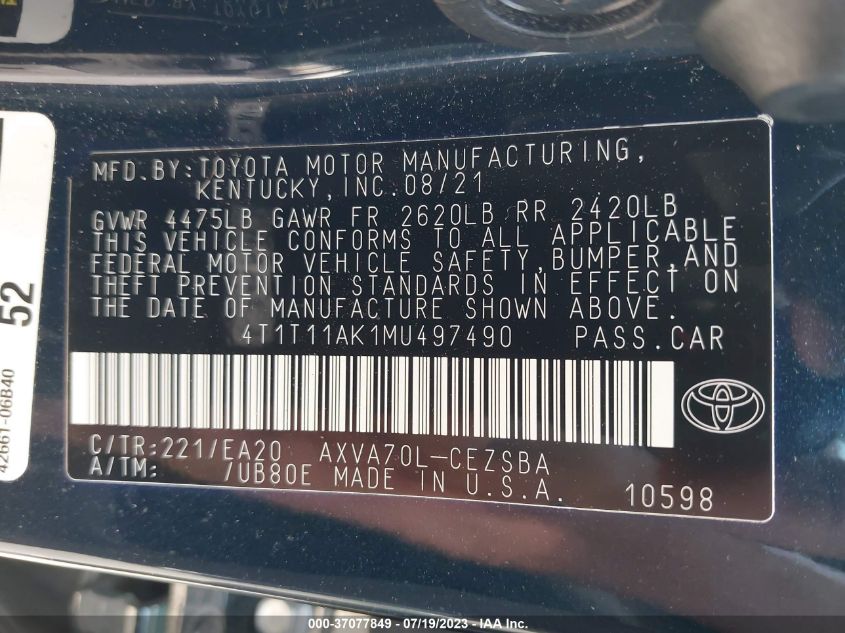 BY TOYOTA
MFD.BY:TOYOTA MOTOR MANUFACTURING,
KENTUCKY,INC.08/21
GVWR 4475LB GAWR FR 2620LB RR 2420LB
THIS VEHICLE CONFORMS TO ALL APPLICABLE
FEDERAL MOTOR VEHICLE SAFETY,BUMPER,AND
THEFT PREVENTION STANDARDS IN EFFECT ON
THE DATE OF MANUFACTURE SHOWN ABOVE.
4T1T11AK1MU497490 PASS.CAR
C/TR:221/EA20 AXVA70L-CEZSBA
A/TM: /UB80E MADE IN U.S.A. 10598
52
42661-06B40
000-37077849 - 07/19/2023 - IAA Inc.